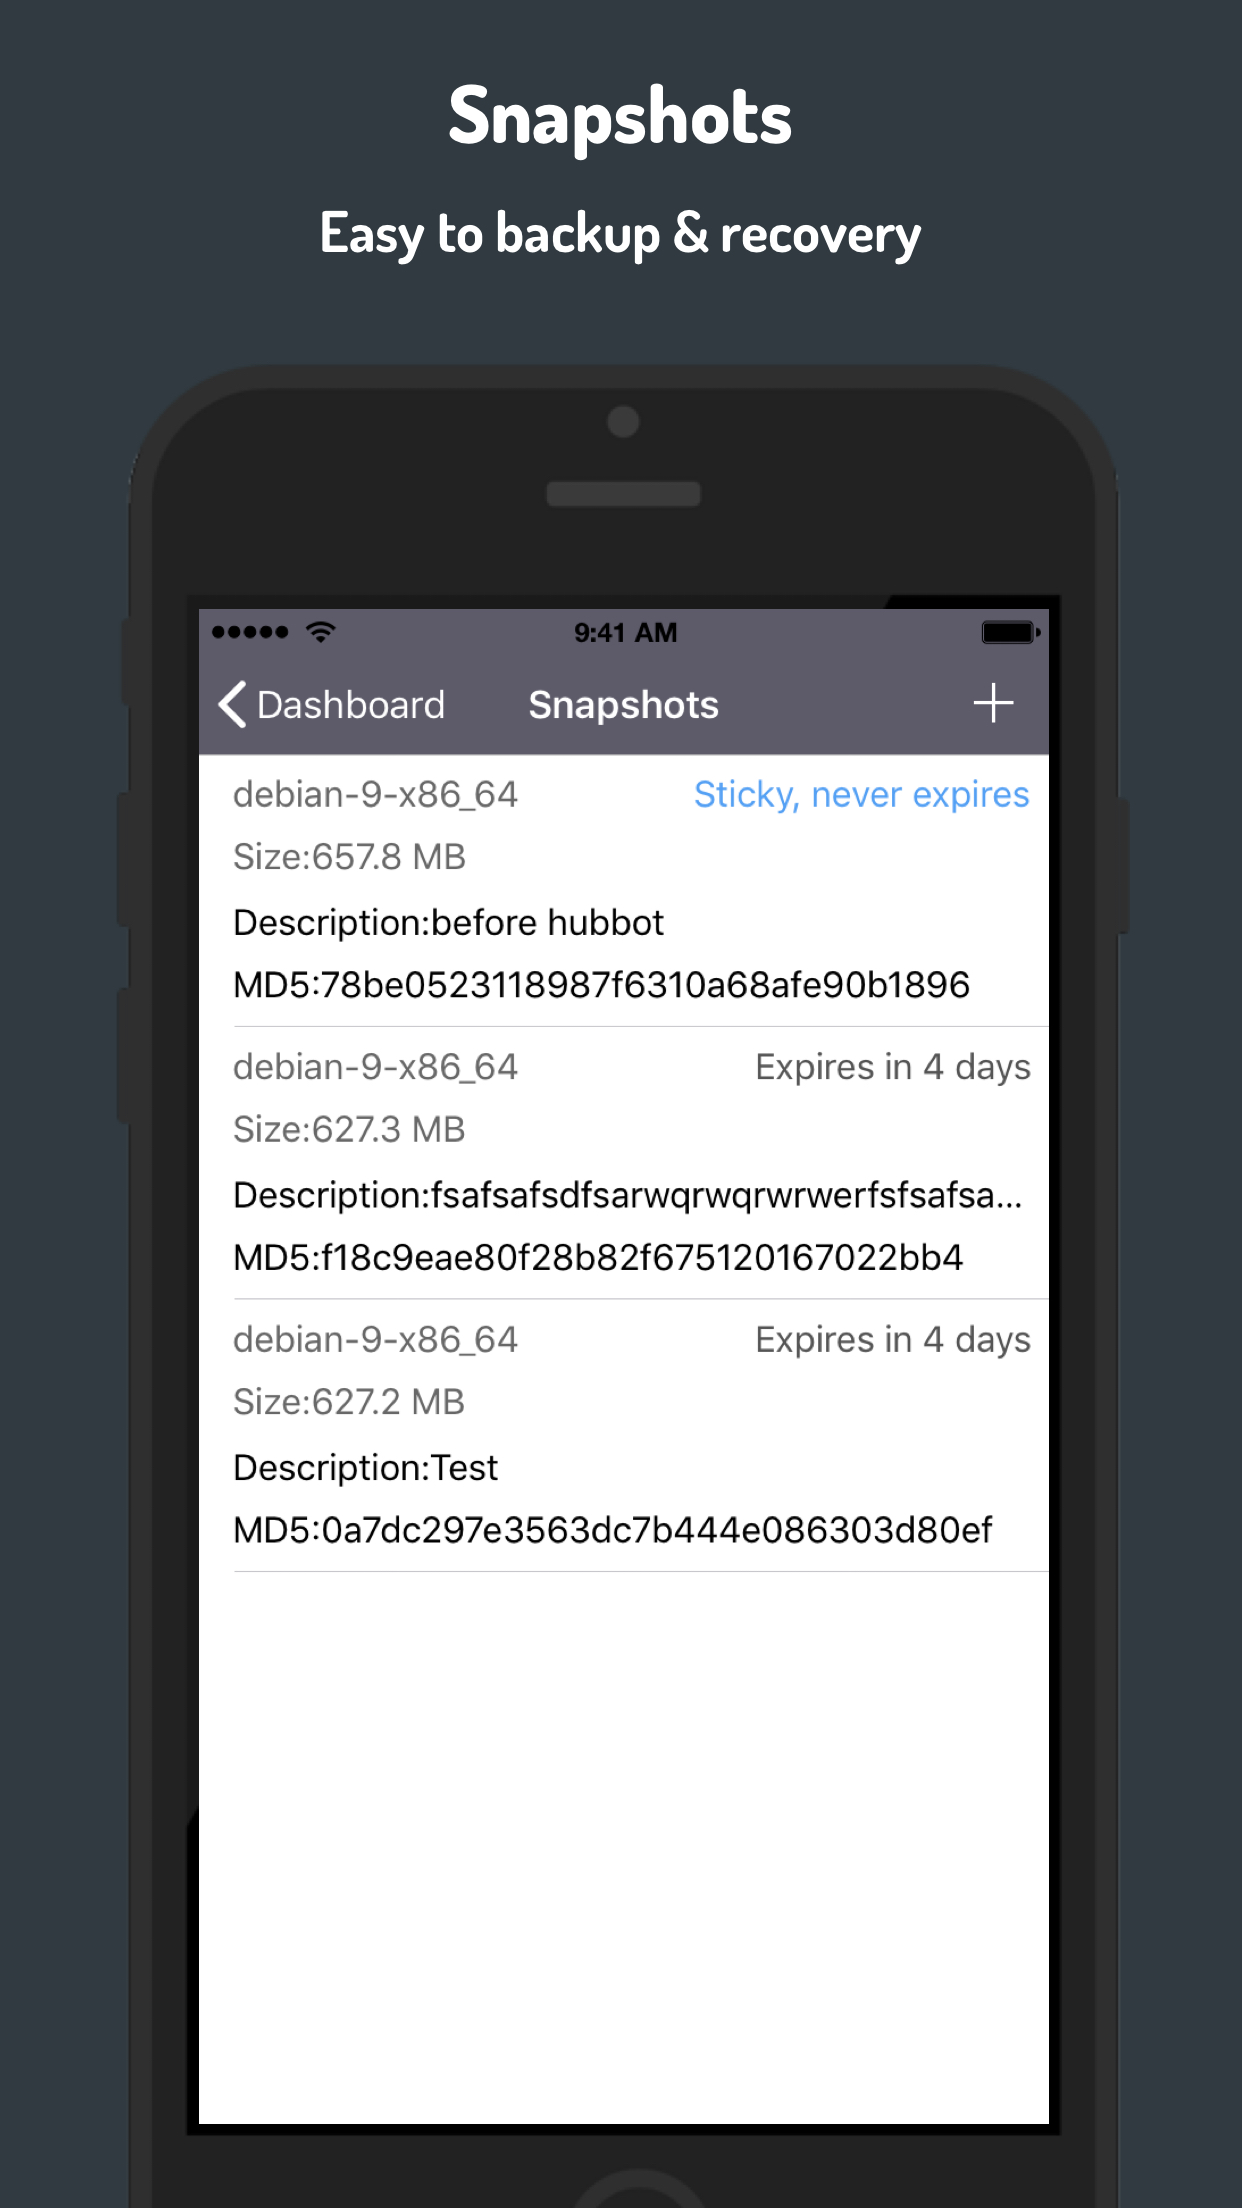 Snapshots
Easy to backup & recovery
9:41 AM
Dashboard Snapshots
debian-9-x86_64 Sticky, never expires
Size:657.8 MB
Description:before hubbot
MD5:78be0523118987f6310a68afe90b1896
debian-9-x86_64 Expires in 4 days
Size:627.3 MB
Description:fsafsafsdfsarwqrwqrwrwerfsfsafsa...
MD5:f18c9eae80f28b82f675120167022bb4
debian-9-x86_64 Expires in 4 days
Size:627.2 MB
Description:Test
MD5:0a7dc297e3563dc7b444e086303d80ef